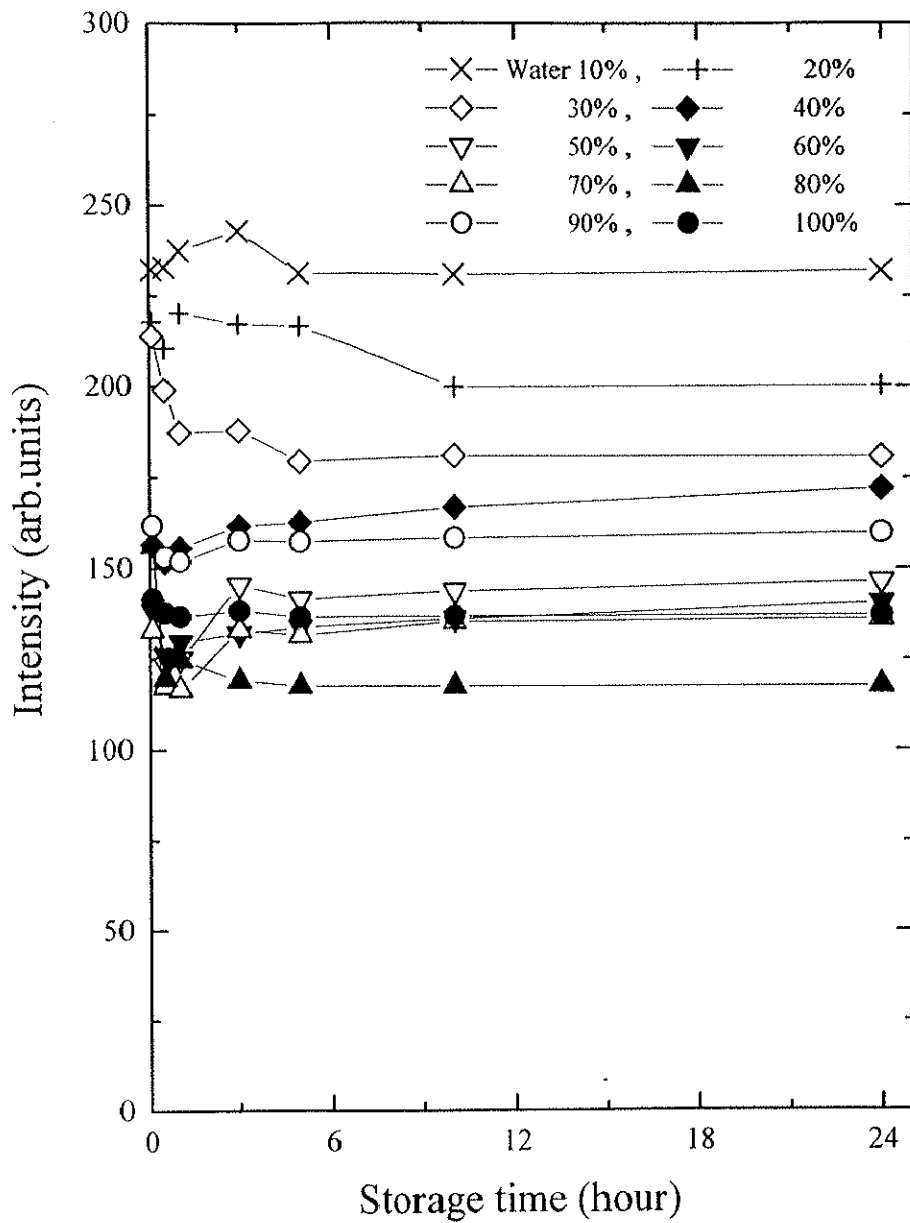 300
Water 10% , 20%
30% , 40%
50% , 60%
70% , 80%
90% , 100%
250
200
150
100
50
0
Intensity (arb.units)
0 6 12 18 24
Storage time (hour)